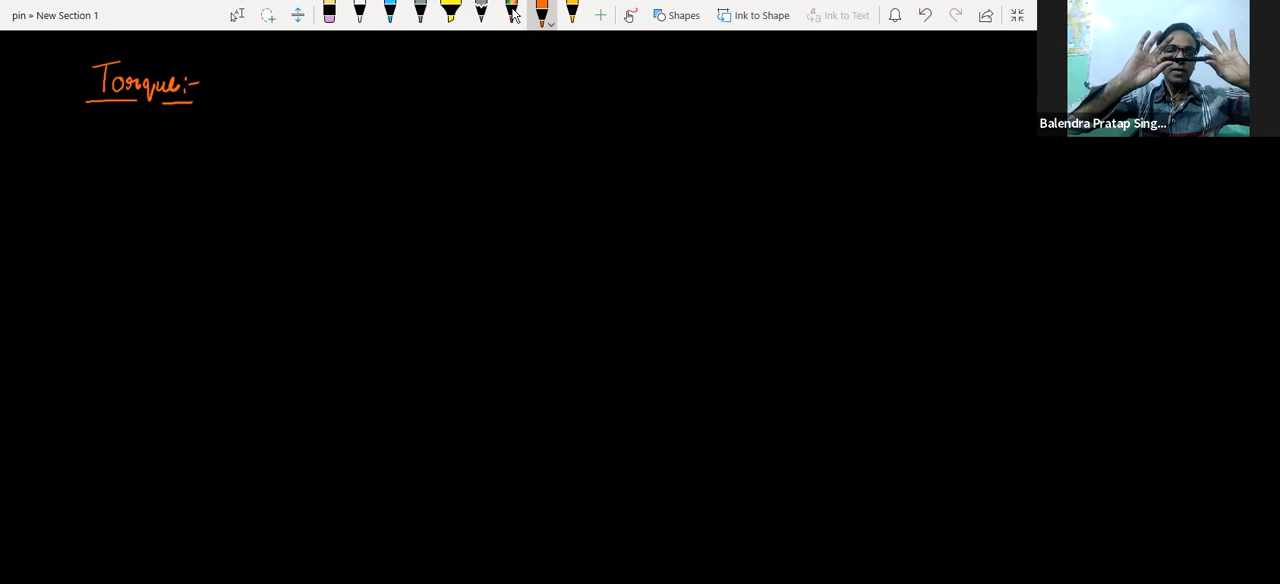 pin » New Section 1
Shapes
Ink to Shape
Ink to Text
Torque:-
Balendra Pratap Sing...